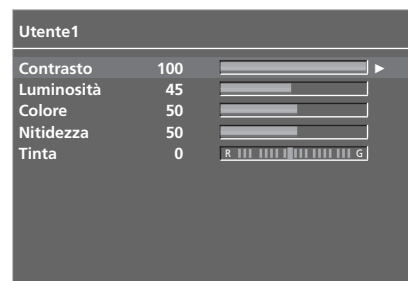 Utente1
Contrasto 100
Luminosità 45
Colore 50
Nitidezza 50
Tinta 0 R G